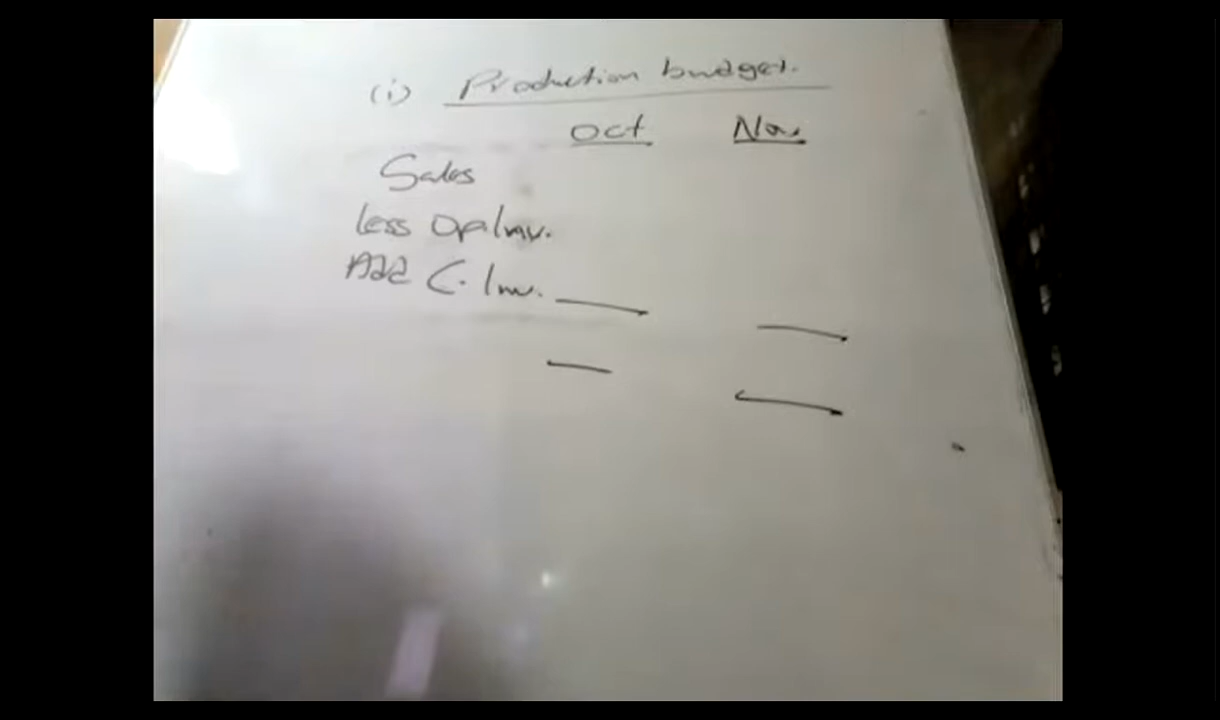 (i) Production budget.
Oct Nov
Sales
Less Op Inv.
Add C. Inv.